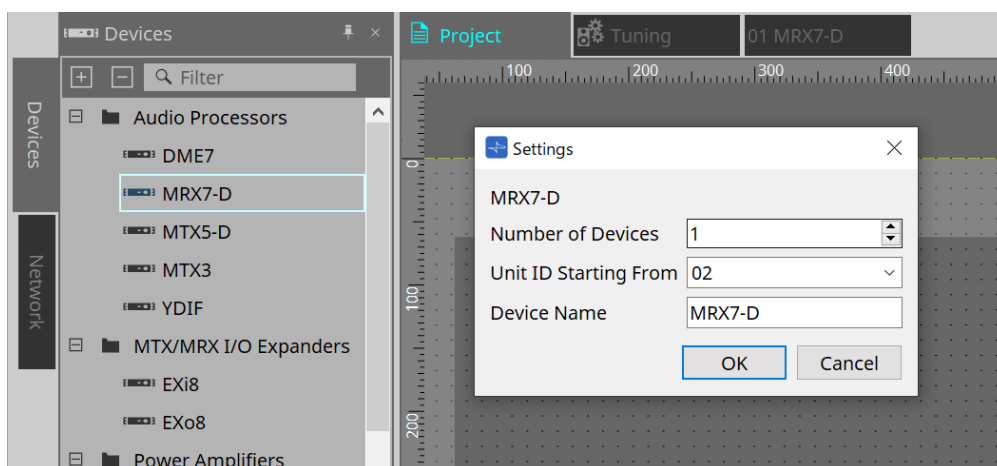 Devices
Project
Tuning
01 MRX7-D
Filter
100
200
300
400
Devices
Network
Audio Processors
DME7
MRX7-D
MTX5-D
MTX3
YDIF
MTX/MRX I/O Expanders
EXi8
EXo8
Power Amplifiers
0
100
200
Settings
MRX7-D
Number of Devices 1
Unit ID Starting From 02
Device Name MRX7-D
OK Cancel